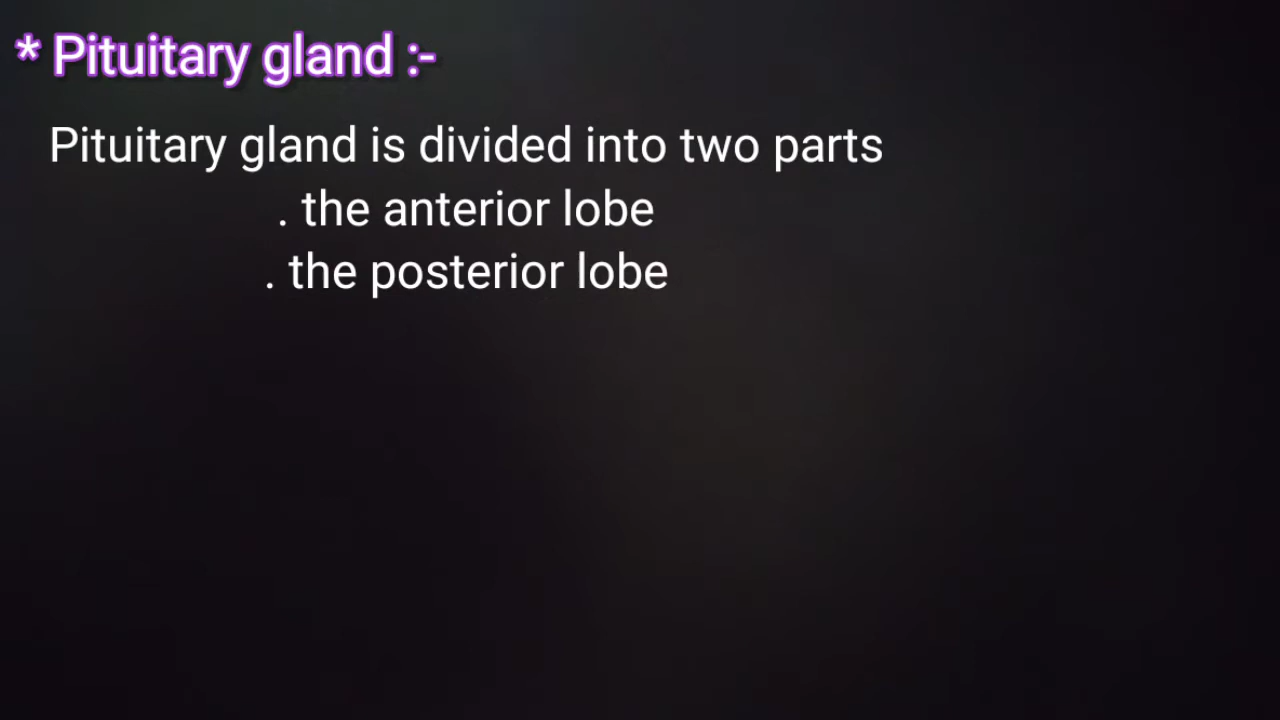 * Pituitary gland :-
Pituitary gland is divided into two parts
. the anterior lobe
. the posterior lobe